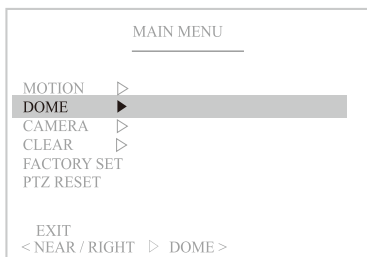 MAIN MENU
MOTION ▷
DOME ▶
CAMERA ▷
CLEAR ▷
FACTORY SET
PTZ RESET
EXIT
< NEAR / RIGHT ▷ DOME >